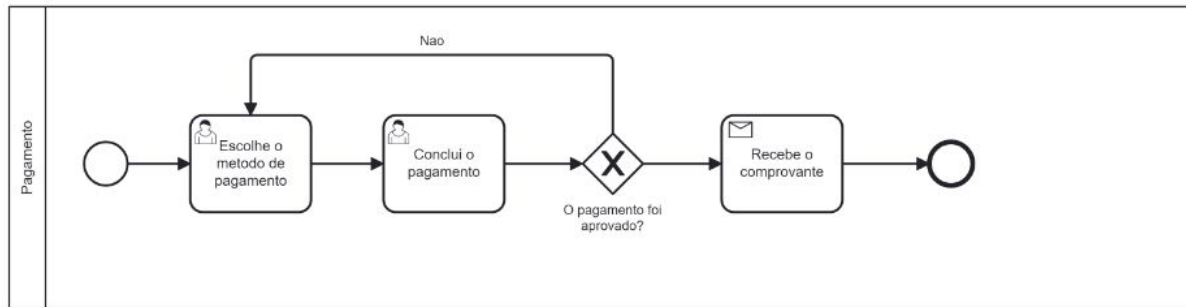 Pagamento
Nao
Escolhe o
metodo de
pagamento
Conclui o
pagamento
O pagamento foi
aprovado?
Recebe o
comprovante